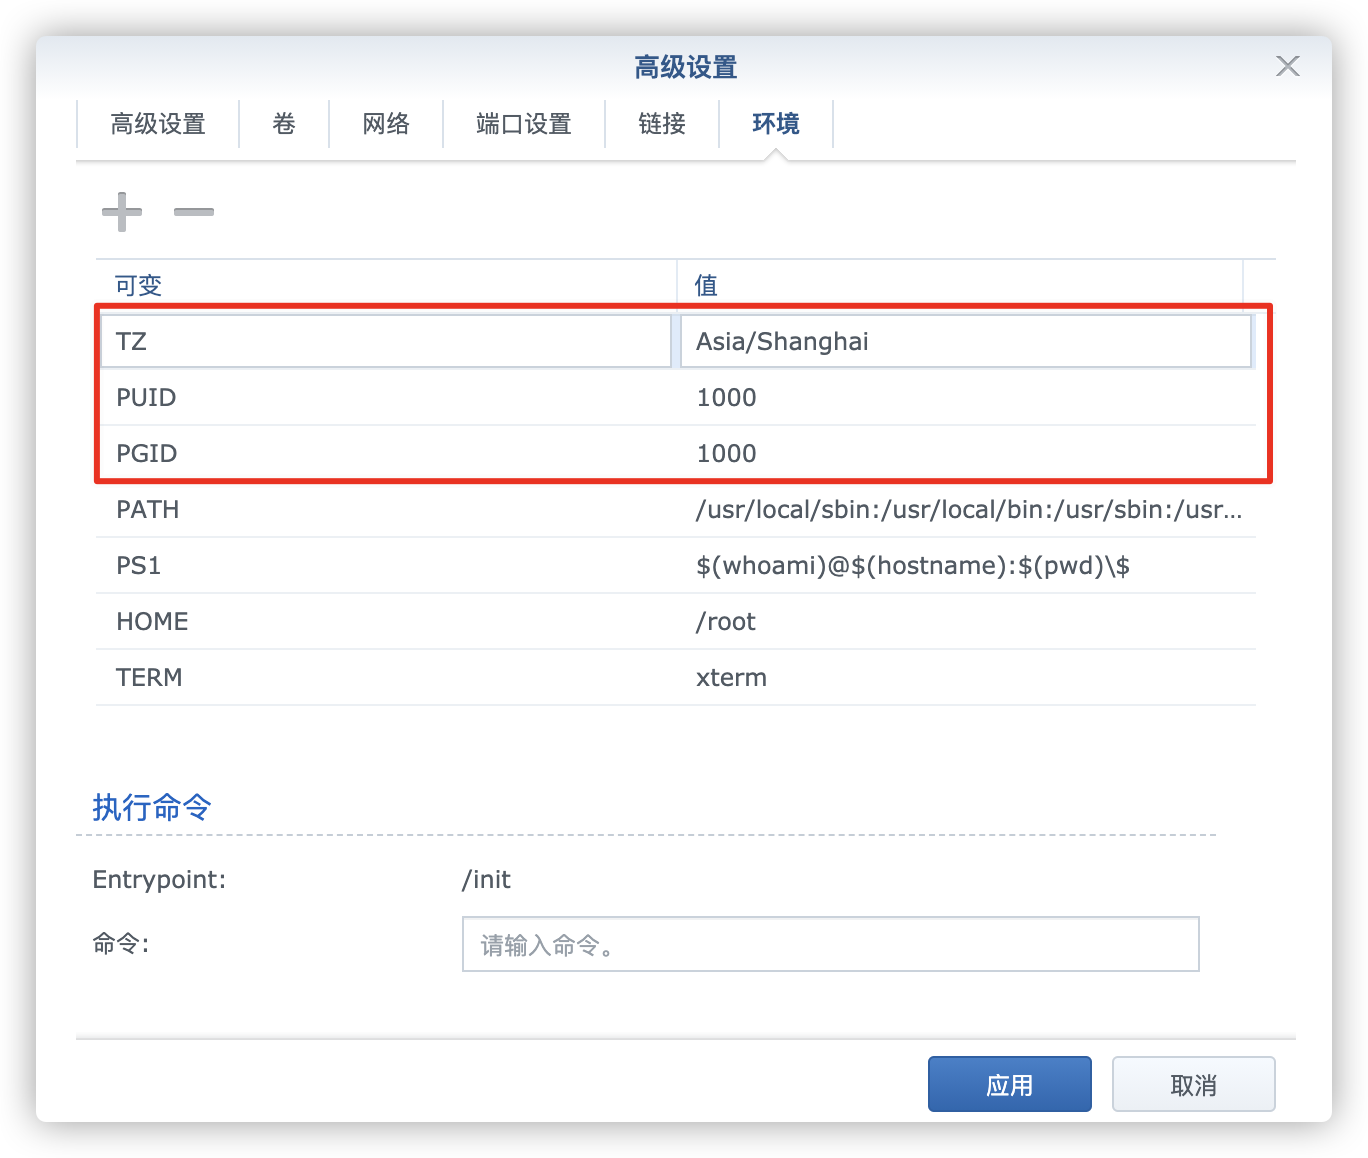 高级设置
高级设置 卷 网络 端口设置 链接 环境
可变 值
TZ Asia/Shanghai
PUID 1000
PGID 1000
PATH /usr/local/sbin:/usr/local/bin:/usr/sbin:/usr...
PS1 $(whoami)@$(hostname):$(pwd)\$
HOME /root
TERM xterm
执行命令
Entrypoint: /init
命令: 请输入命令。
应用 取消